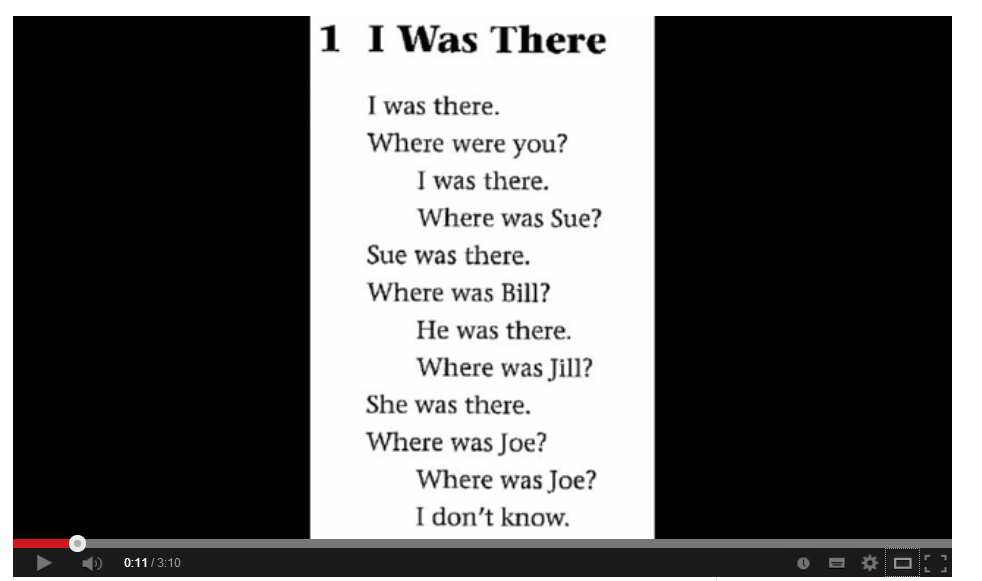 1 I Was There
I was there.
Where were you?
I was there.
Where was Sue?
Sue was there.
Where was Bill?
He was there.
Where was Jill?
She was there.
Where was Joe?
Where was Joe?
I don't know.
0:11 / 3:10